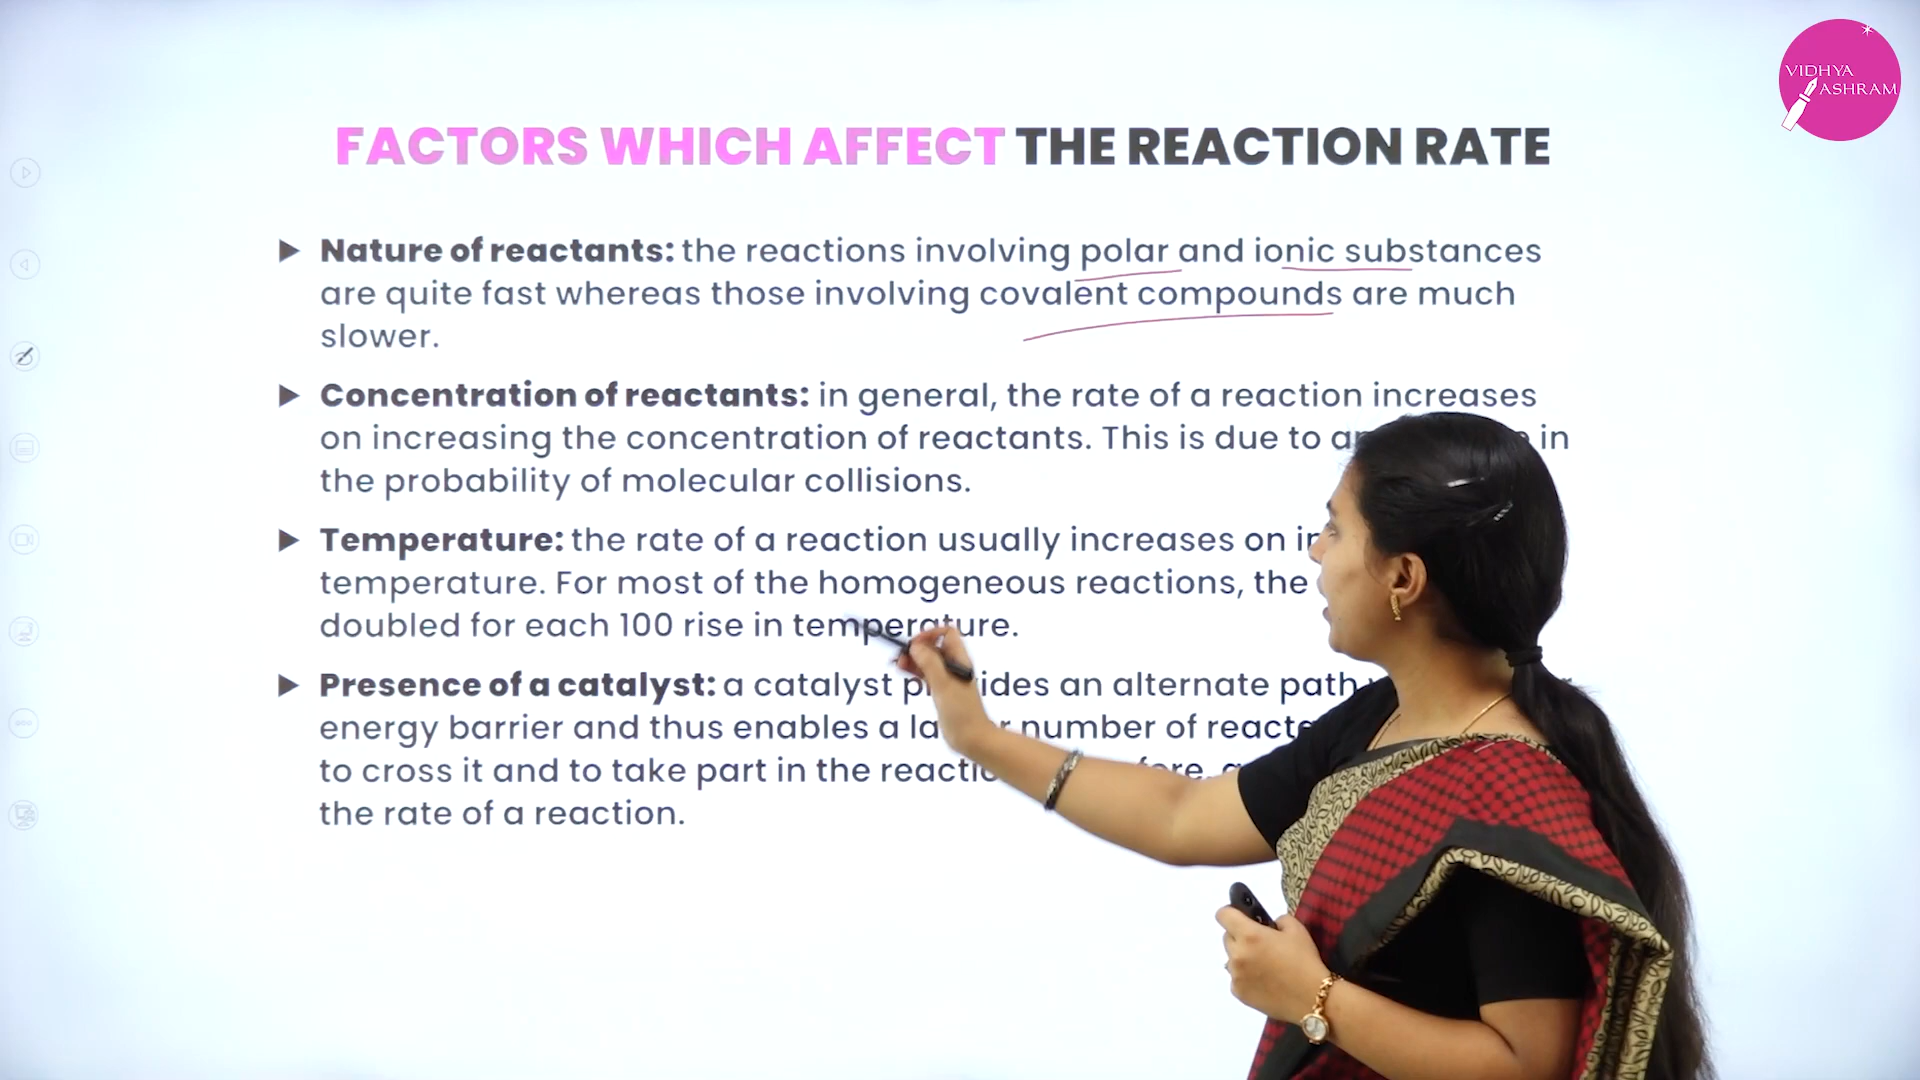 VIDHYA
ASHRAM
FACTORS WHICH AFFECT THE REACTION RATE
Nature of reactants: the reactions involving polar and ionic substances
are quite fast whereas those involving covalent compounds are much
slower.
Concentration of reactants: in general, the rate of a reaction increases
on increasing the concentration of reactants. This is due to in
the probability of molecular collisions.
Temperature: the rate of a reaction usually increases on
temperature. For most of the homogeneous reactions, the
doubled for each 100 rise in temperature.
Presence of a catalyst: a catalyst an alternate path
energy barrier and thus enables a number of
to cross it and to take part in the
the rate of a reaction.